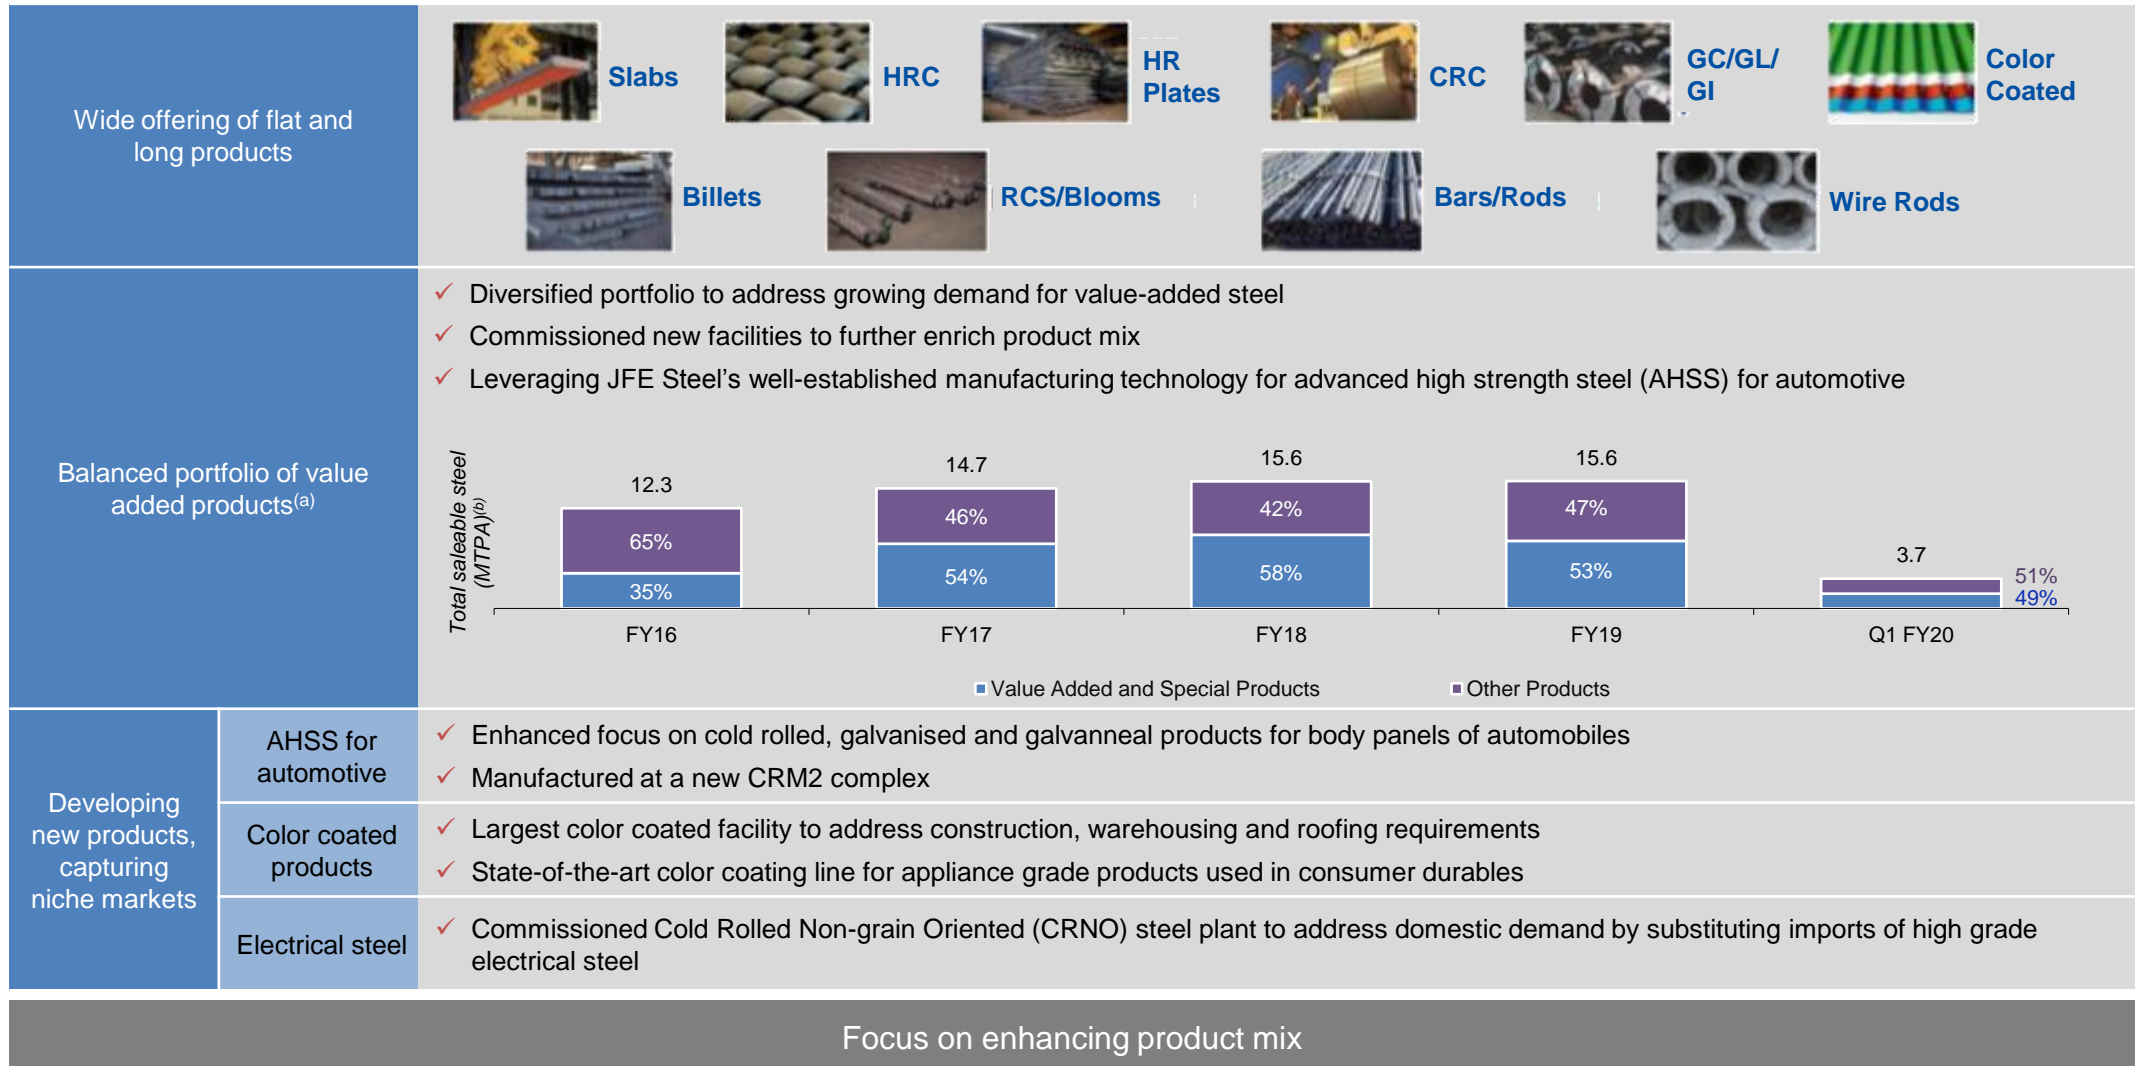 Wide offering of flat and
long products
Slabs
HRC
HR
Plates
CRC
GC/GL/
GI
Color
Coated
Billets
RCS/Blooms
Bars/Rods
Wire Rods
Balanced portfolio of value
added products(a)
✓ Diversified portfolio to address growing demand for value-added steel
✓ Commissioned new facilities to further enrich product mix
✓ Leveraging JFE Steel’s well-established manufacturing technology for advanced high strength steel (AHSS) for automotive
Total saleable steel
(MTPA)(b)
12.3
14.7
15.6
15.6
3.7
65%
46%
42%
47%
51%
35%
54%
58%
53%
49%
FY16
FY17
FY18
FY19
Q1 FY20
Value Added and Special Products
Other Products
Developing
new products,
capturing
niche markets
AHSS for
automotive
✓ Enhanced focus on cold rolled, galvanised and galvanneal products for body panels of automobiles
✓ Manufactured at a new CRM2 complex
Color coated
products
✓ Largest color coated facility to address construction, warehousing and roofing requirements
✓ State-of-the-art color coating line for appliance grade products used in consumer durables
Electrical steel
✓ Commissioned Cold Rolled Non-grain Oriented (CRNO) steel plant to address domestic demand by substituting imports of high grade
electrical steel
Focus on enhancing product mix